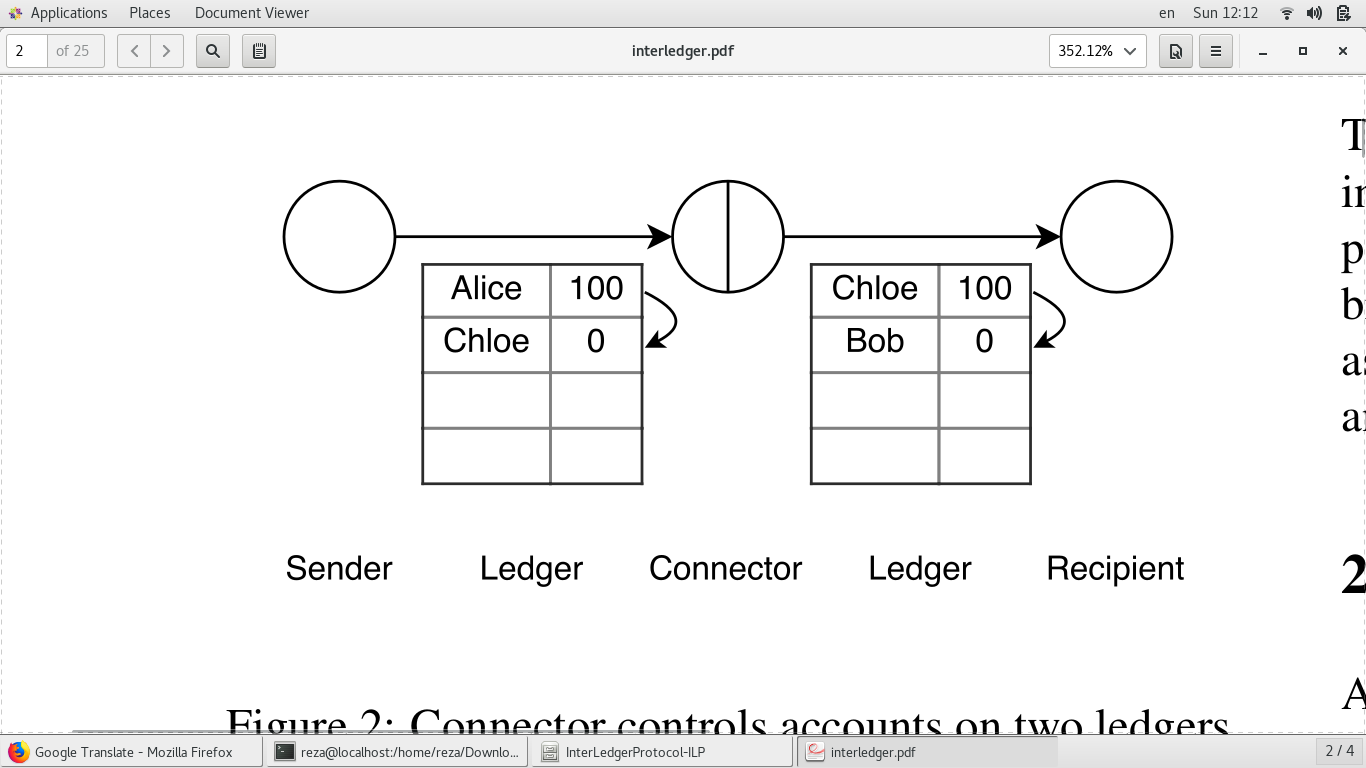 Applications Places Document Viewer en Sun 12:12
2 of 25 interledger.pdf 352.12%
Alice 100
Chloe 0
Chloe 100
Bob 0
Sender Ledger Connector Ledger Recipient
Figure 2: Connector controls accounts on two ledgers
2
Google Translate - Mozilla Firefox reza@localhost:/home/reza/Downlo... InterLedgerProtocol-ILP interledger.pdf 2 / 4